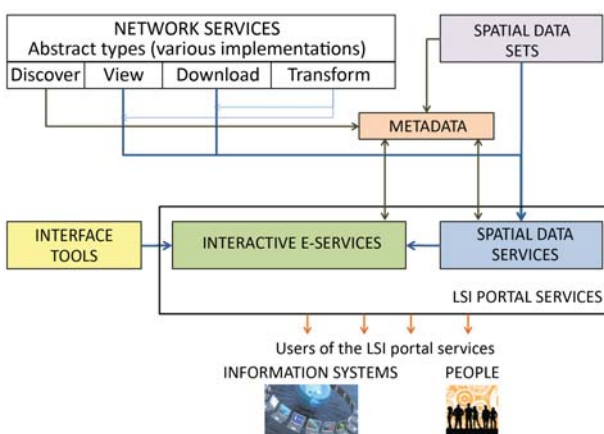 NETWORK SERVICES
Abstract types (various implementations)
Discover View Download Transform
SPATIAL DATA
SETS
METADATA
INTERFACE
TOOLS
INTERACTIVE E-SERVICES
SPATIAL DATA
SERVICES
LSI PORTAL SERVICES
Users of the LSI portal services
INFORMATION SYSTEMS PEOPLE